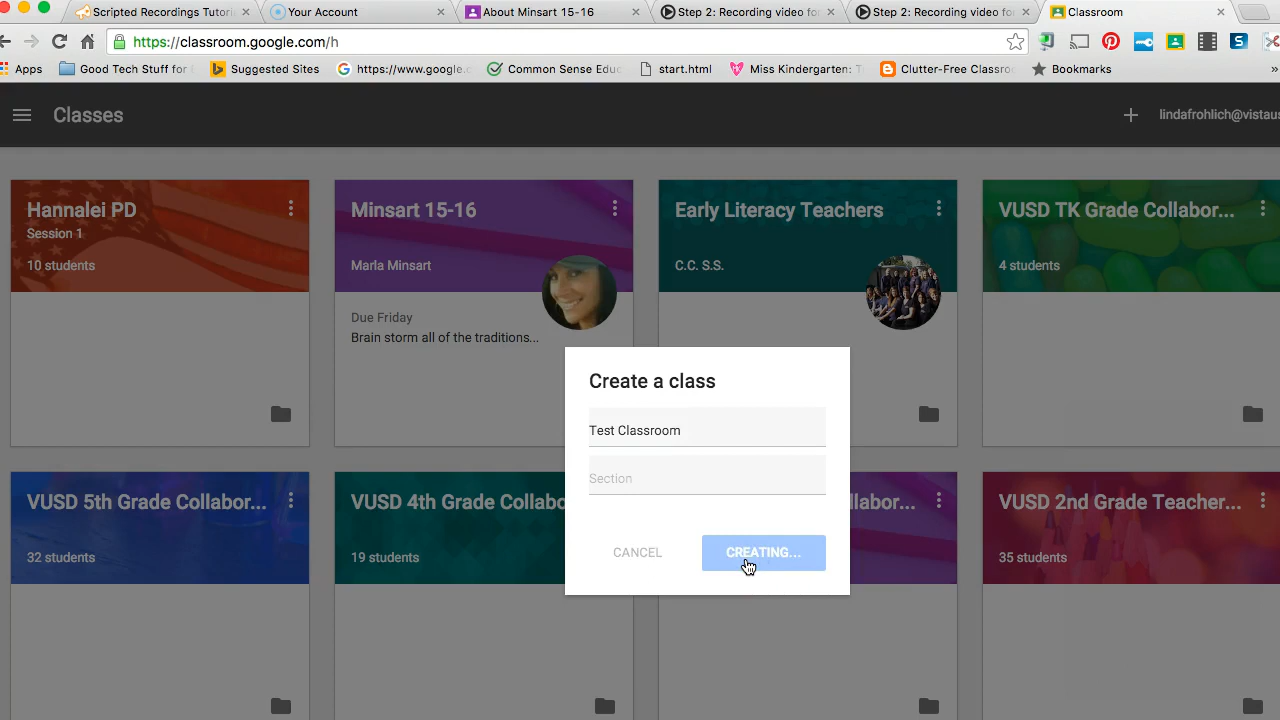 Scripted Recordings Tutori
Your Account
About Minsart 15-16
Step 2: Recording video for
Step 2: Recording video fo
Classroom
https://classroom.google.com/h
Apps
Good Tech Stuff for
Suggested Sites
https://www.google.c
Common Sense Educ
start.html
Miss Kindergarten: T
Clutter-Free Classroo
Bookmarks
»
Classes
lindafrohlich@vistaus
Hannalei PD
Session 1
10 students
Minsart 15-16
Marla Minsart
Due Friday
Brain storm all of the traditions...
Early Literacy Teachers
C.C. S.S.
VUSD TK Grade Collabor...
4 students
Create a class
Test Classroom
Section
CANCEL
CREATING...
VUSD 5th Grade Collabor...
32 students
VUSD 4th Grade Collabo
19 students
ollabor...
VUSD 2nd Grade Teacher...
35 students